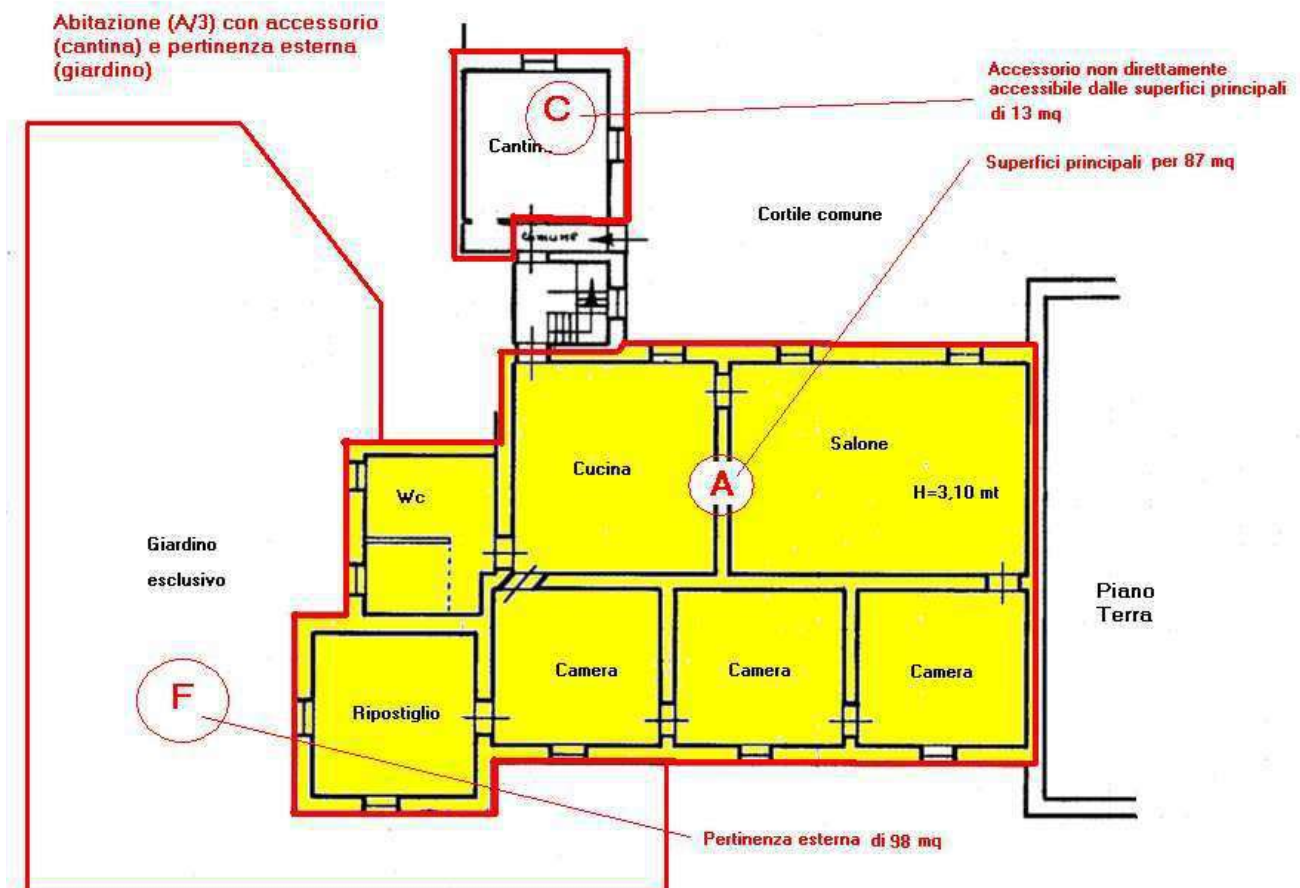 Abitazione (A/3) con accessorio
(cantina) e pertinenza esterna
(giardino)
Accessorio non direttamente
accessibile dalle superfici principali
di 13 mq
C
Cantina
Superfici principali per 87 mq
Cortile comune
comune
Cucina
Salone
A
H=3,10 mt
Wc
Giardino
esclusivo
Piano
Terra
Camera
Camera
Camera
F
Ripostiglio
Pertinenza esterna di 98 mq